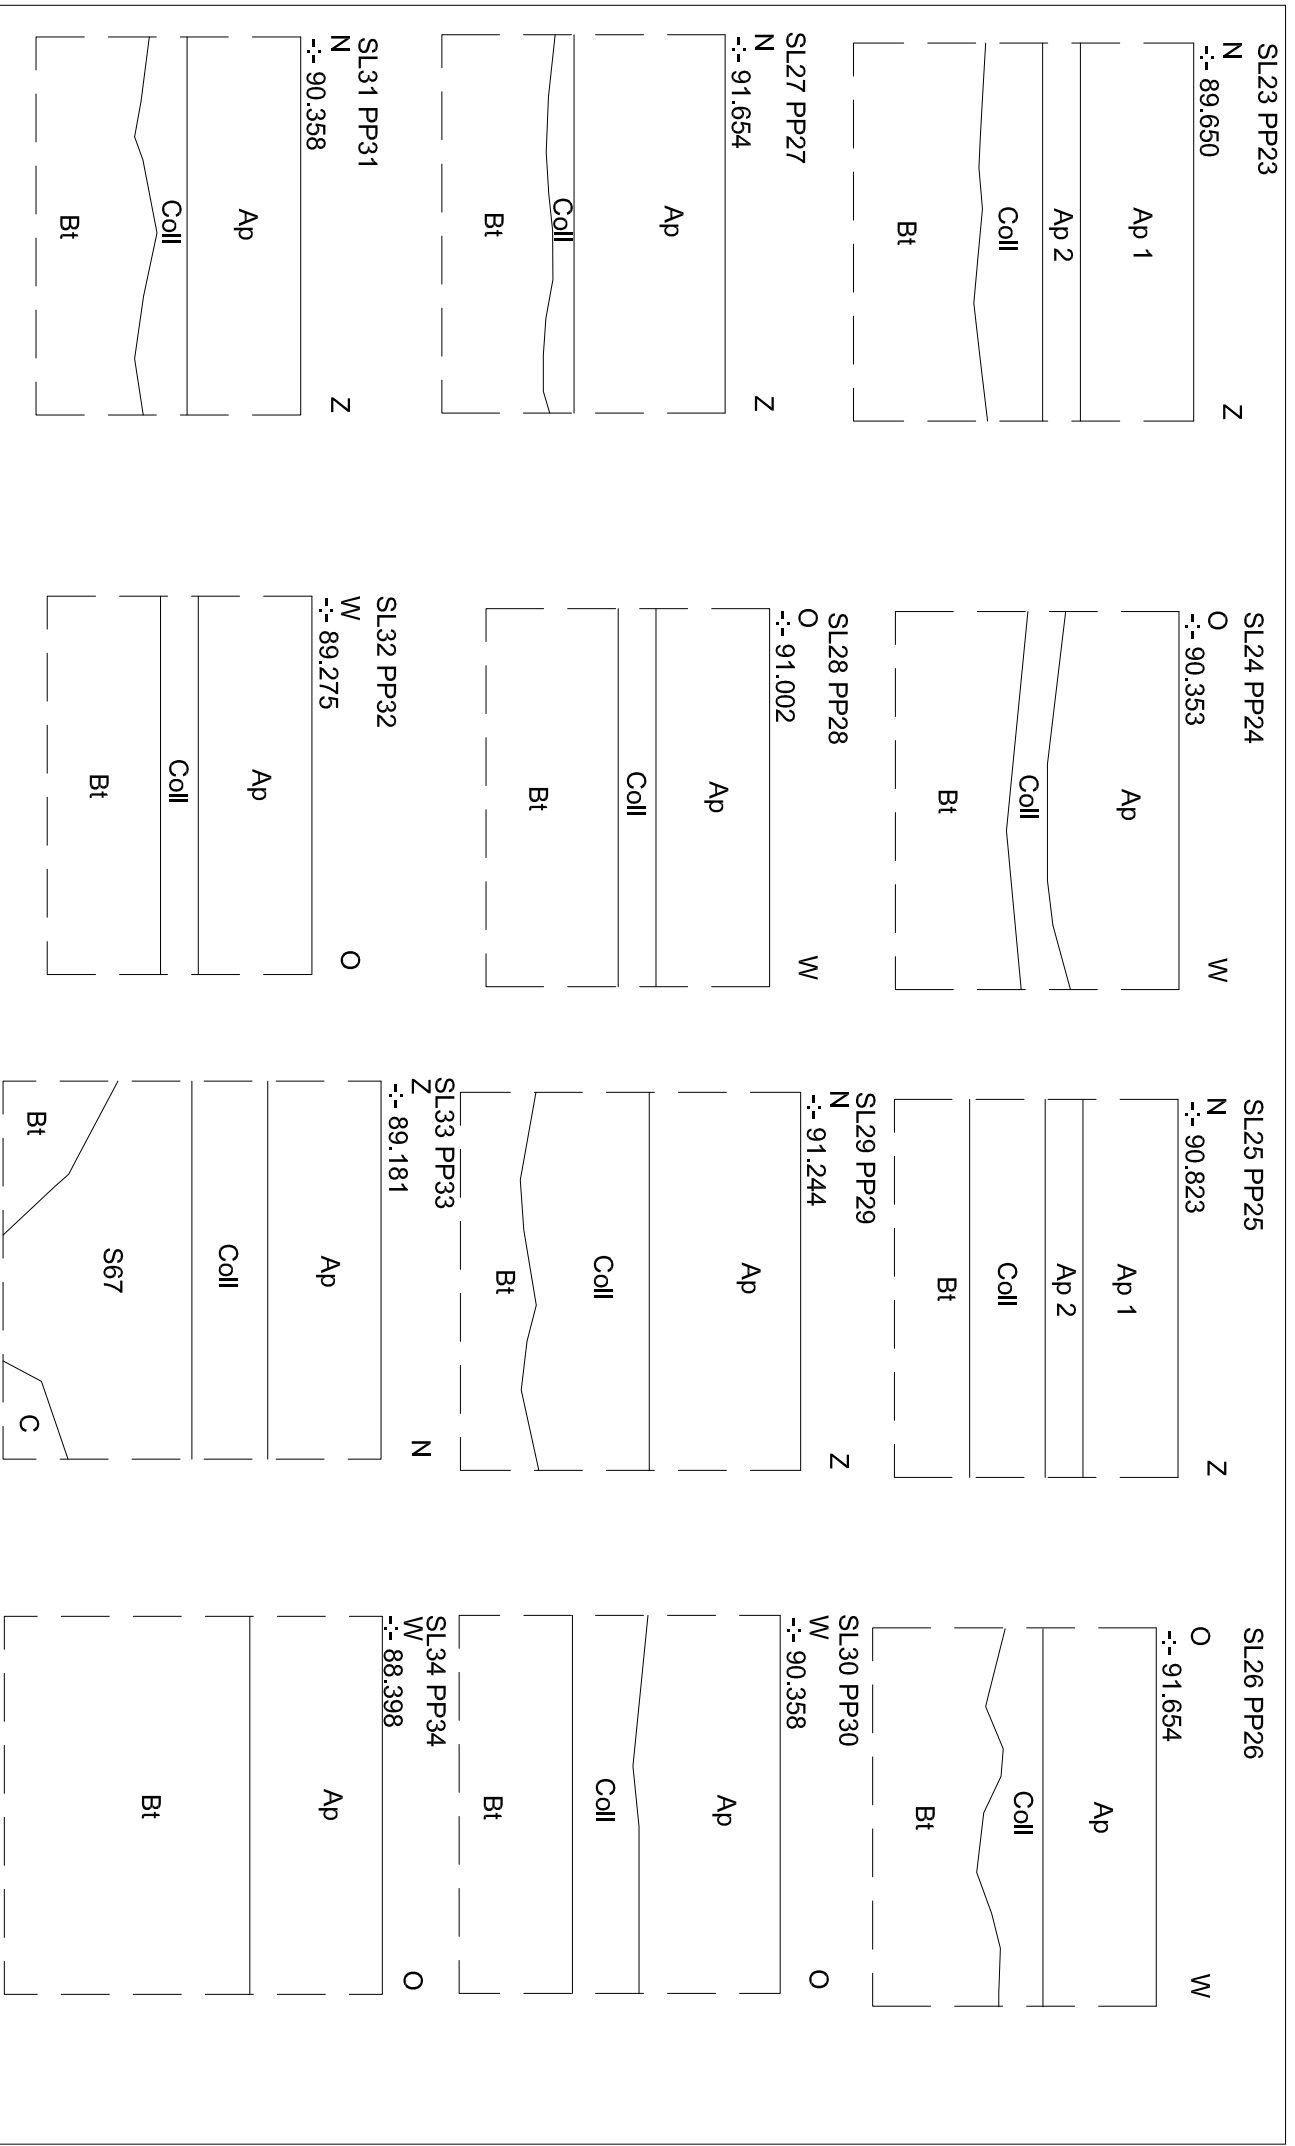 SL23 PP23
N Z
89.650
Ap 1
Ap 2
Coll
Bt
SL24 PP24
O W
90.353
Ap
Coll
Bt
SL25 PP25
N Z
90.823
Ap 1
Ap 2
Coll
Bt
SL26 PP26
O W
91.654
Ap
Coll
Bt
SL27 PP27
N Z
91.654
Ap
Coll
Bt
SL28 PP28
O W
91.002
Ap
Coll
Bt
SL29 PP29
N Z
91.244
Ap
Coll
Bt
SL30 PP30
W O
90.358
Ap
Coll
Bt
SL31 PP31
N Z
90.358
Ap
Coll
Bt
SL32 PP32
W O
89.275
Ap
Coll
Bt
SL33 PP33
Z N
89.181
Ap
Coll
S67
Bt
C
SL34 PP34
W O
88.398
Ap
Bt